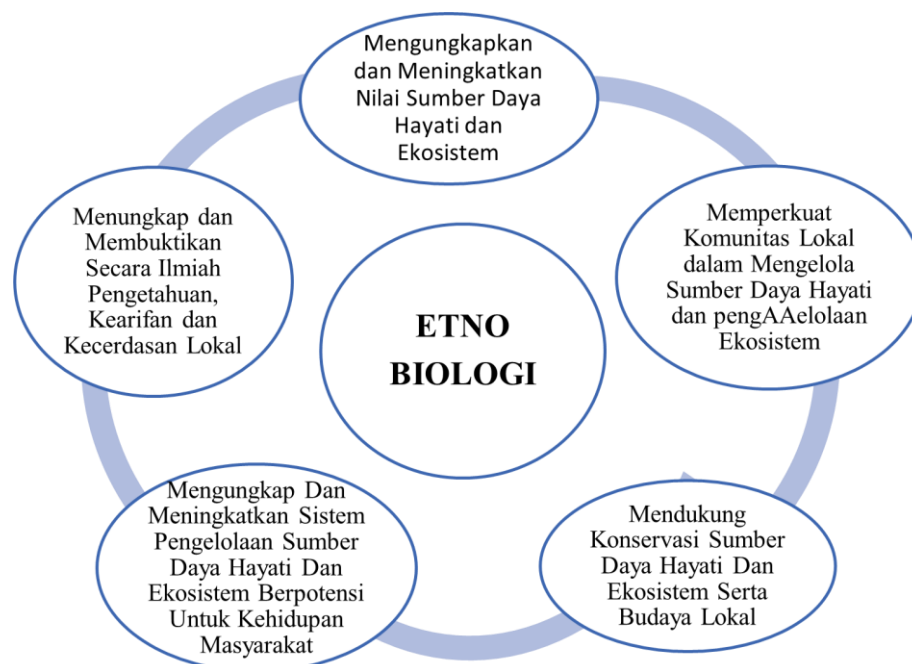 Mengungkapkan
dan Meningkatkan
Nilai Sumber Daya
Hayati dan
Ekosistem
Memperkuat
Komunitas Lokal
dalam Mengelola
Sumber Daya Hayati
dan pengAAelolaan
Ekosistem
Mendukung
Konservasi Sumber
Daya Hayati Dan
Ekosistem Serta
Budaya Lokal
Mengungkap Dan
Meningkatkan Sistem
Pengelolaan Sumber
Daya Hayati Dan
Ekosistem Berpotensi
Untuk Kehidupan
Masyarakat
Menungkap dan
Membuktikan
Secara Ilmiah
Pengetahuan,
Kearifan dan
Kecerdasan Lokal
ETNO
BIOLOGI